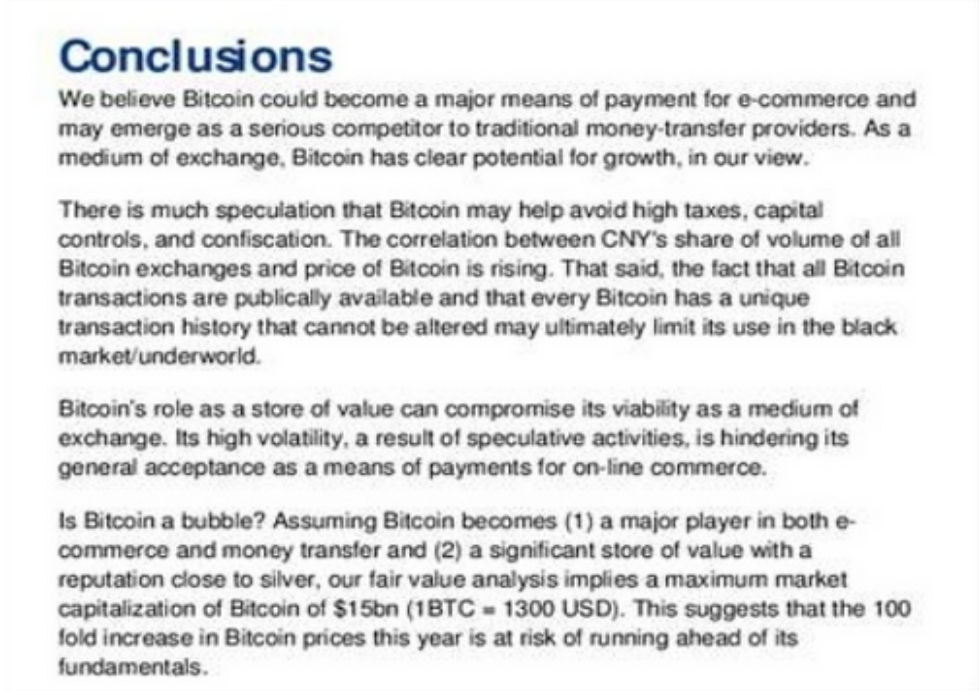 Conclusions
We believe Bitcoin could become a major means of payment for e-commerce and
may emerge as a serious competitor to traditional money-transfer providers. As a
medium of exchange, Bitcoin has clear potential for growth, in our view.
There is much speculation that Bitcoin may help avoid high taxes, capital
controls, and confiscation. The correlation between CNY's share of volume of all
Bitcoin exchanges and price of Bitcoin is rising. That said, the fact that all Bitcoin
transactions are publically available and that every Bitcoin has a unique
transaction history that cannot be altered may ultimately limit its use in the black
market/underworld.
Bitcoin's role as a store of value can compromise its viability as a medium of
exchange. Its high volatility, a result of speculative activities, is hindering its
general acceptance as a means of payments for on-line commerce.
Is Bitcoin a bubble? Assuming Bitcoin becomes (1) a major player in both e-
commerce and money transfer and (2) a significant store of value with a
reputation close to silver, our fair value analysis implies a maximum market
capitalization of Bitcoin of $15bn (1BTC = 1300 USD). This suggests that the 100
fold increase in Bitcoin prices this year is at risk of running ahead of its
fundamentals.